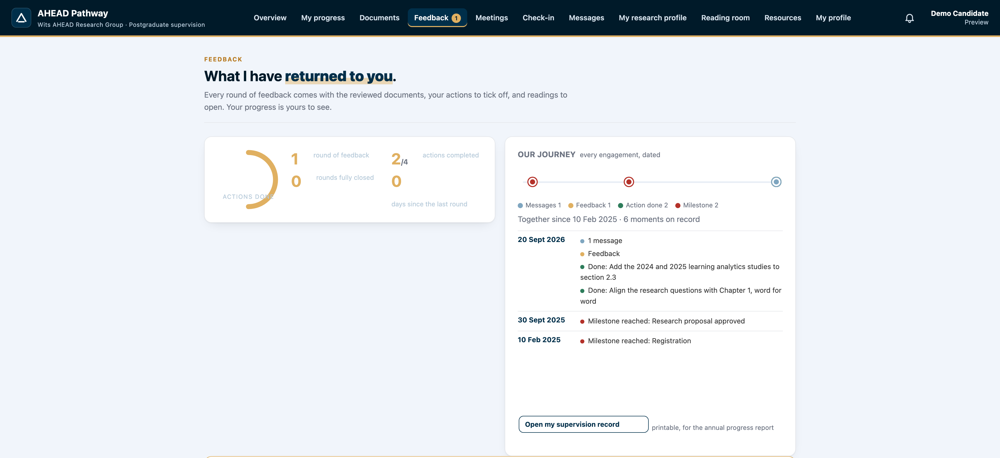 AHEAD Pathway
Wits AHEAD Research Group · Postgraduate supervision
Overview
My progress
Documents
Feedback 1
Meetings
Check-in
Messages
My research profile
Reading room
Resources
My profile
Demo Candidate
Preview
FEEDBACK
What I have returned to you.
Every round of feedback comes with the reviewed documents, your actions to tick off, and readings to
open. Your progress is yours to see.
ACTIONS DONE
1 round of feedback
2/4 actions completed
0 rounds fully closed
0
days since the last round
OUR JOURNEY every engagement, dated
Messages 1 Feedback 1 Action done 2 Milestone 2
Together since 10 Feb 2025 · 6 moments on record
20 Sept 2026
1 message
Feedback
Done: Add the 2024 and 2025 learning analytics studies to
section 2.3
Done: Align the research questions with Chapter 1, word for
word
30 Sept 2025
Milestone reached: Research proposal approved
10 Feb 2025
Milestone reached: Registration
Open my supervision record
printable, for the annual progress report